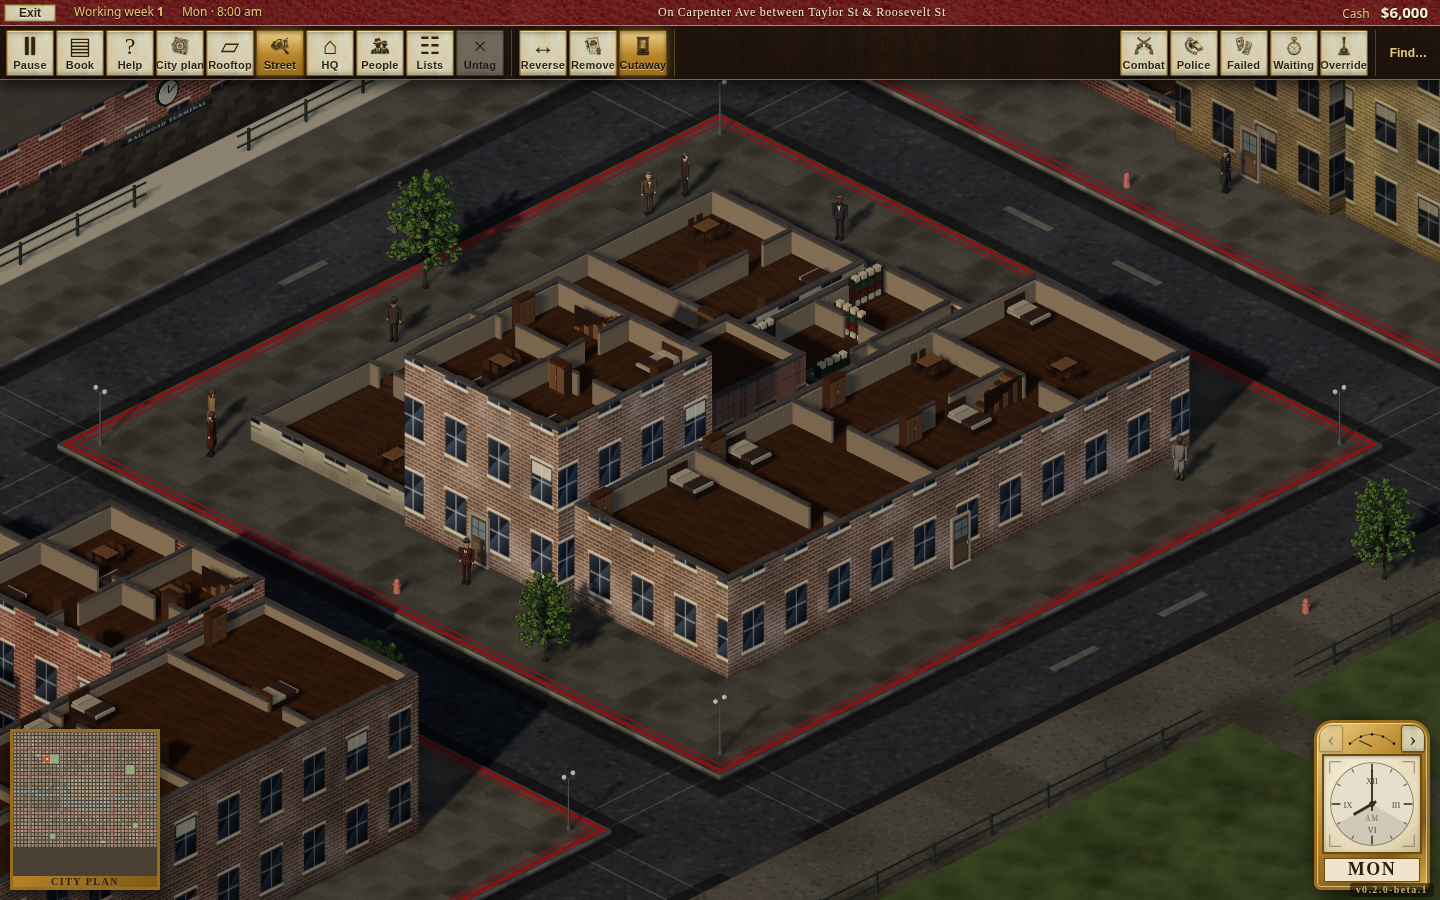 Exit
Working week 1
Mon · 8:00 am
On Carpenter Ave between Taylor St & Roosevelt St
Cash $6,000
Pause
Book
Help
City plan
Rooftop
Street
HQ
People
Lists
Untag
Reverse
Remove
Cutaway
Combat
Police
Failed
Waiting
Override
Find...
RAILROAD TERMINAL
CITY PLAN
XII
IX
III
AM
VI
MON
v0.2.0-beta.1